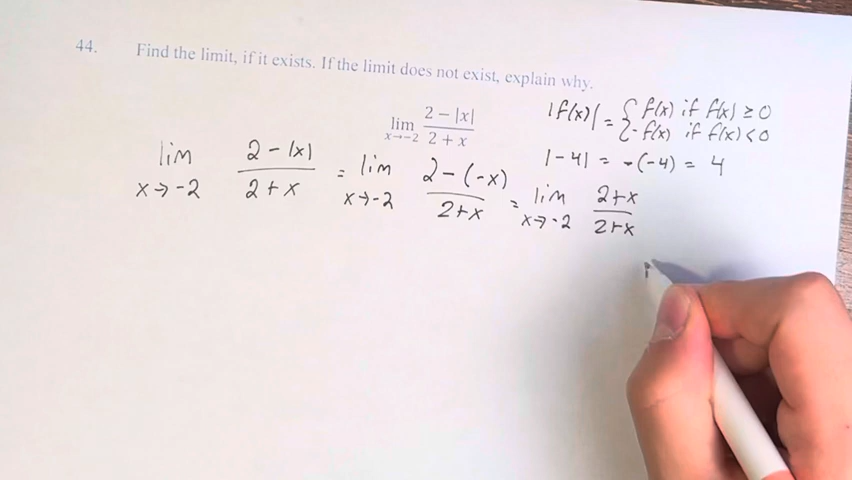 44. Find the limit, if it exists. If the limit does not exist, explain why.
lim x→-2 (2 - |x|)/(2 + x)
|f(x)| = { f(x) if f(x) ≥ 0
-f(x) if f(x) < 0
|-4| = -(-4) = 4
lim x→-2 (2 - |x|)/(2 + x) = lim x→-2 (2 - (-x))/(2+x) = lim x→-2 (2+x)/(2+x)